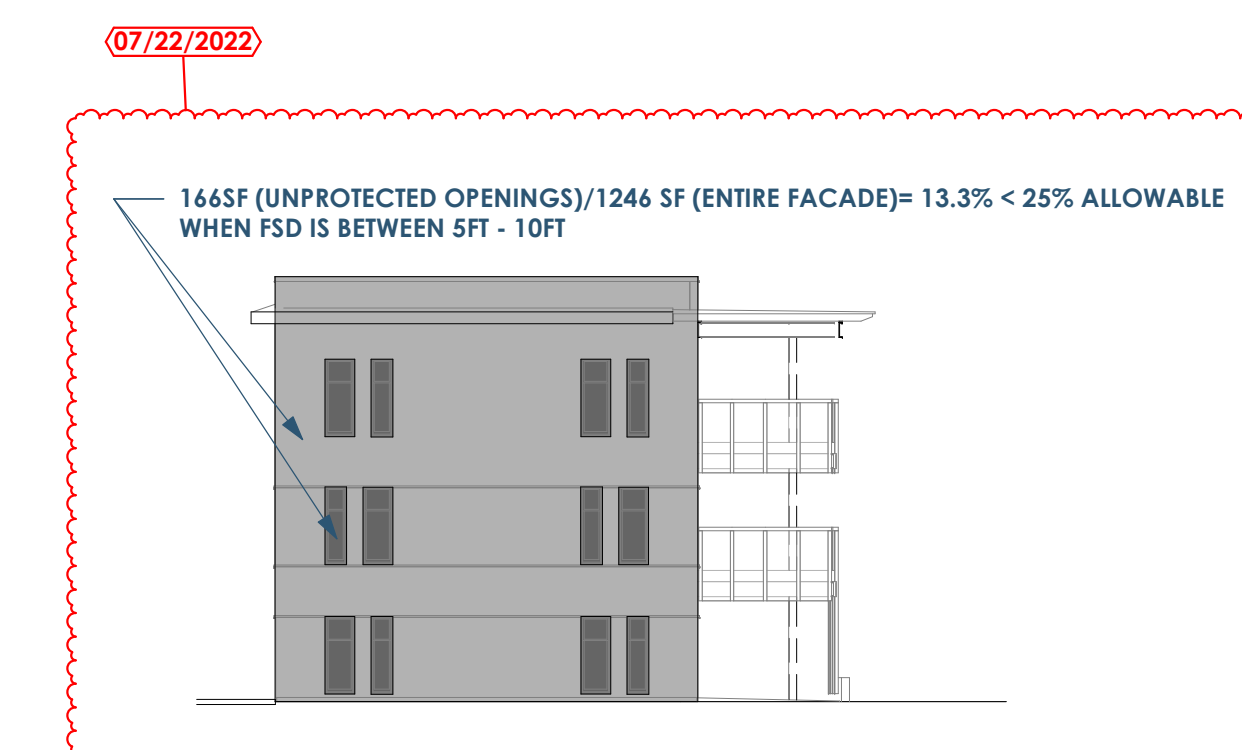 07/22/2022
166SF (UNPROTECTED OPENINGS)/1246 SF (ENTIRE FACADE)= 13.3% < 25% ALLOWABLE
WHEN FSD IS BETWEEN 5FT - 10FT